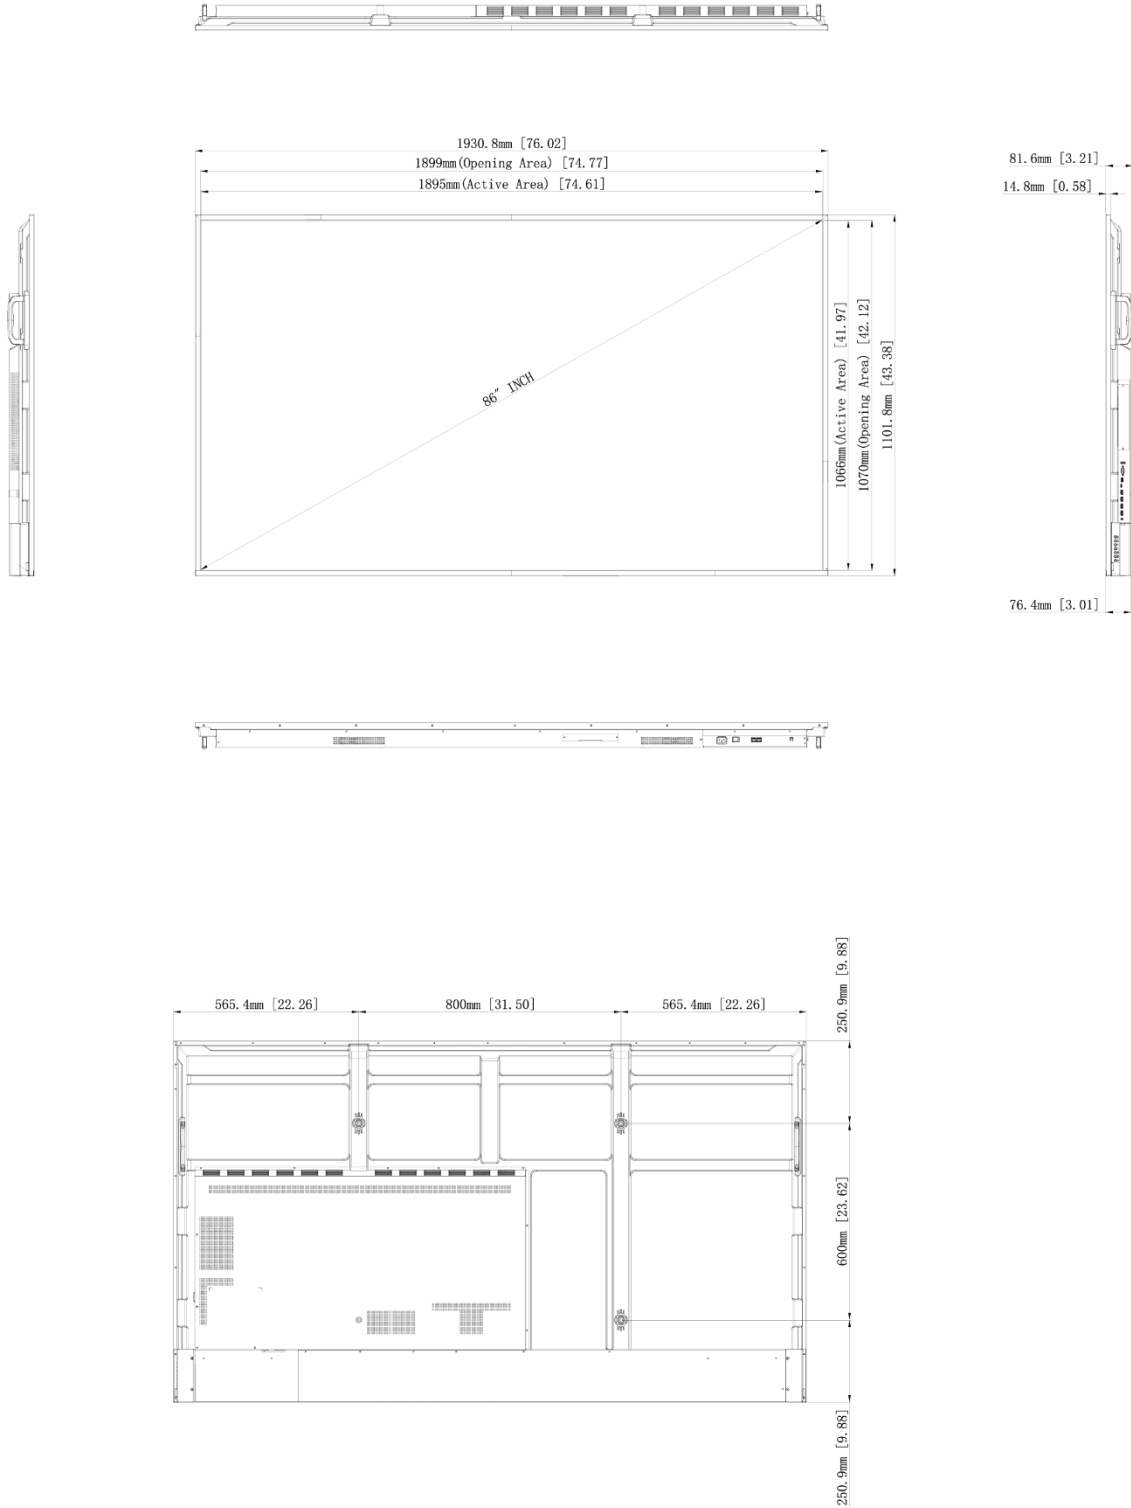 1930.8mm [76.02]
1899mm(Opening Area) [74.77]
1895mm(Active Area) [74.61]
81.6mm [3.21]
14.8mm [0.58]
86" INCH
1066mm(Active Area) [41.97]
1070mm(Opening Area) [42.12]
1101.8mm [43.38]
76.4mm [3.01]
565.4mm [22.26]
800mm [31.50]
565.4mm [22.26]
250.9mm [9.88]
600mm [23.62]
250.9mm [9.88]